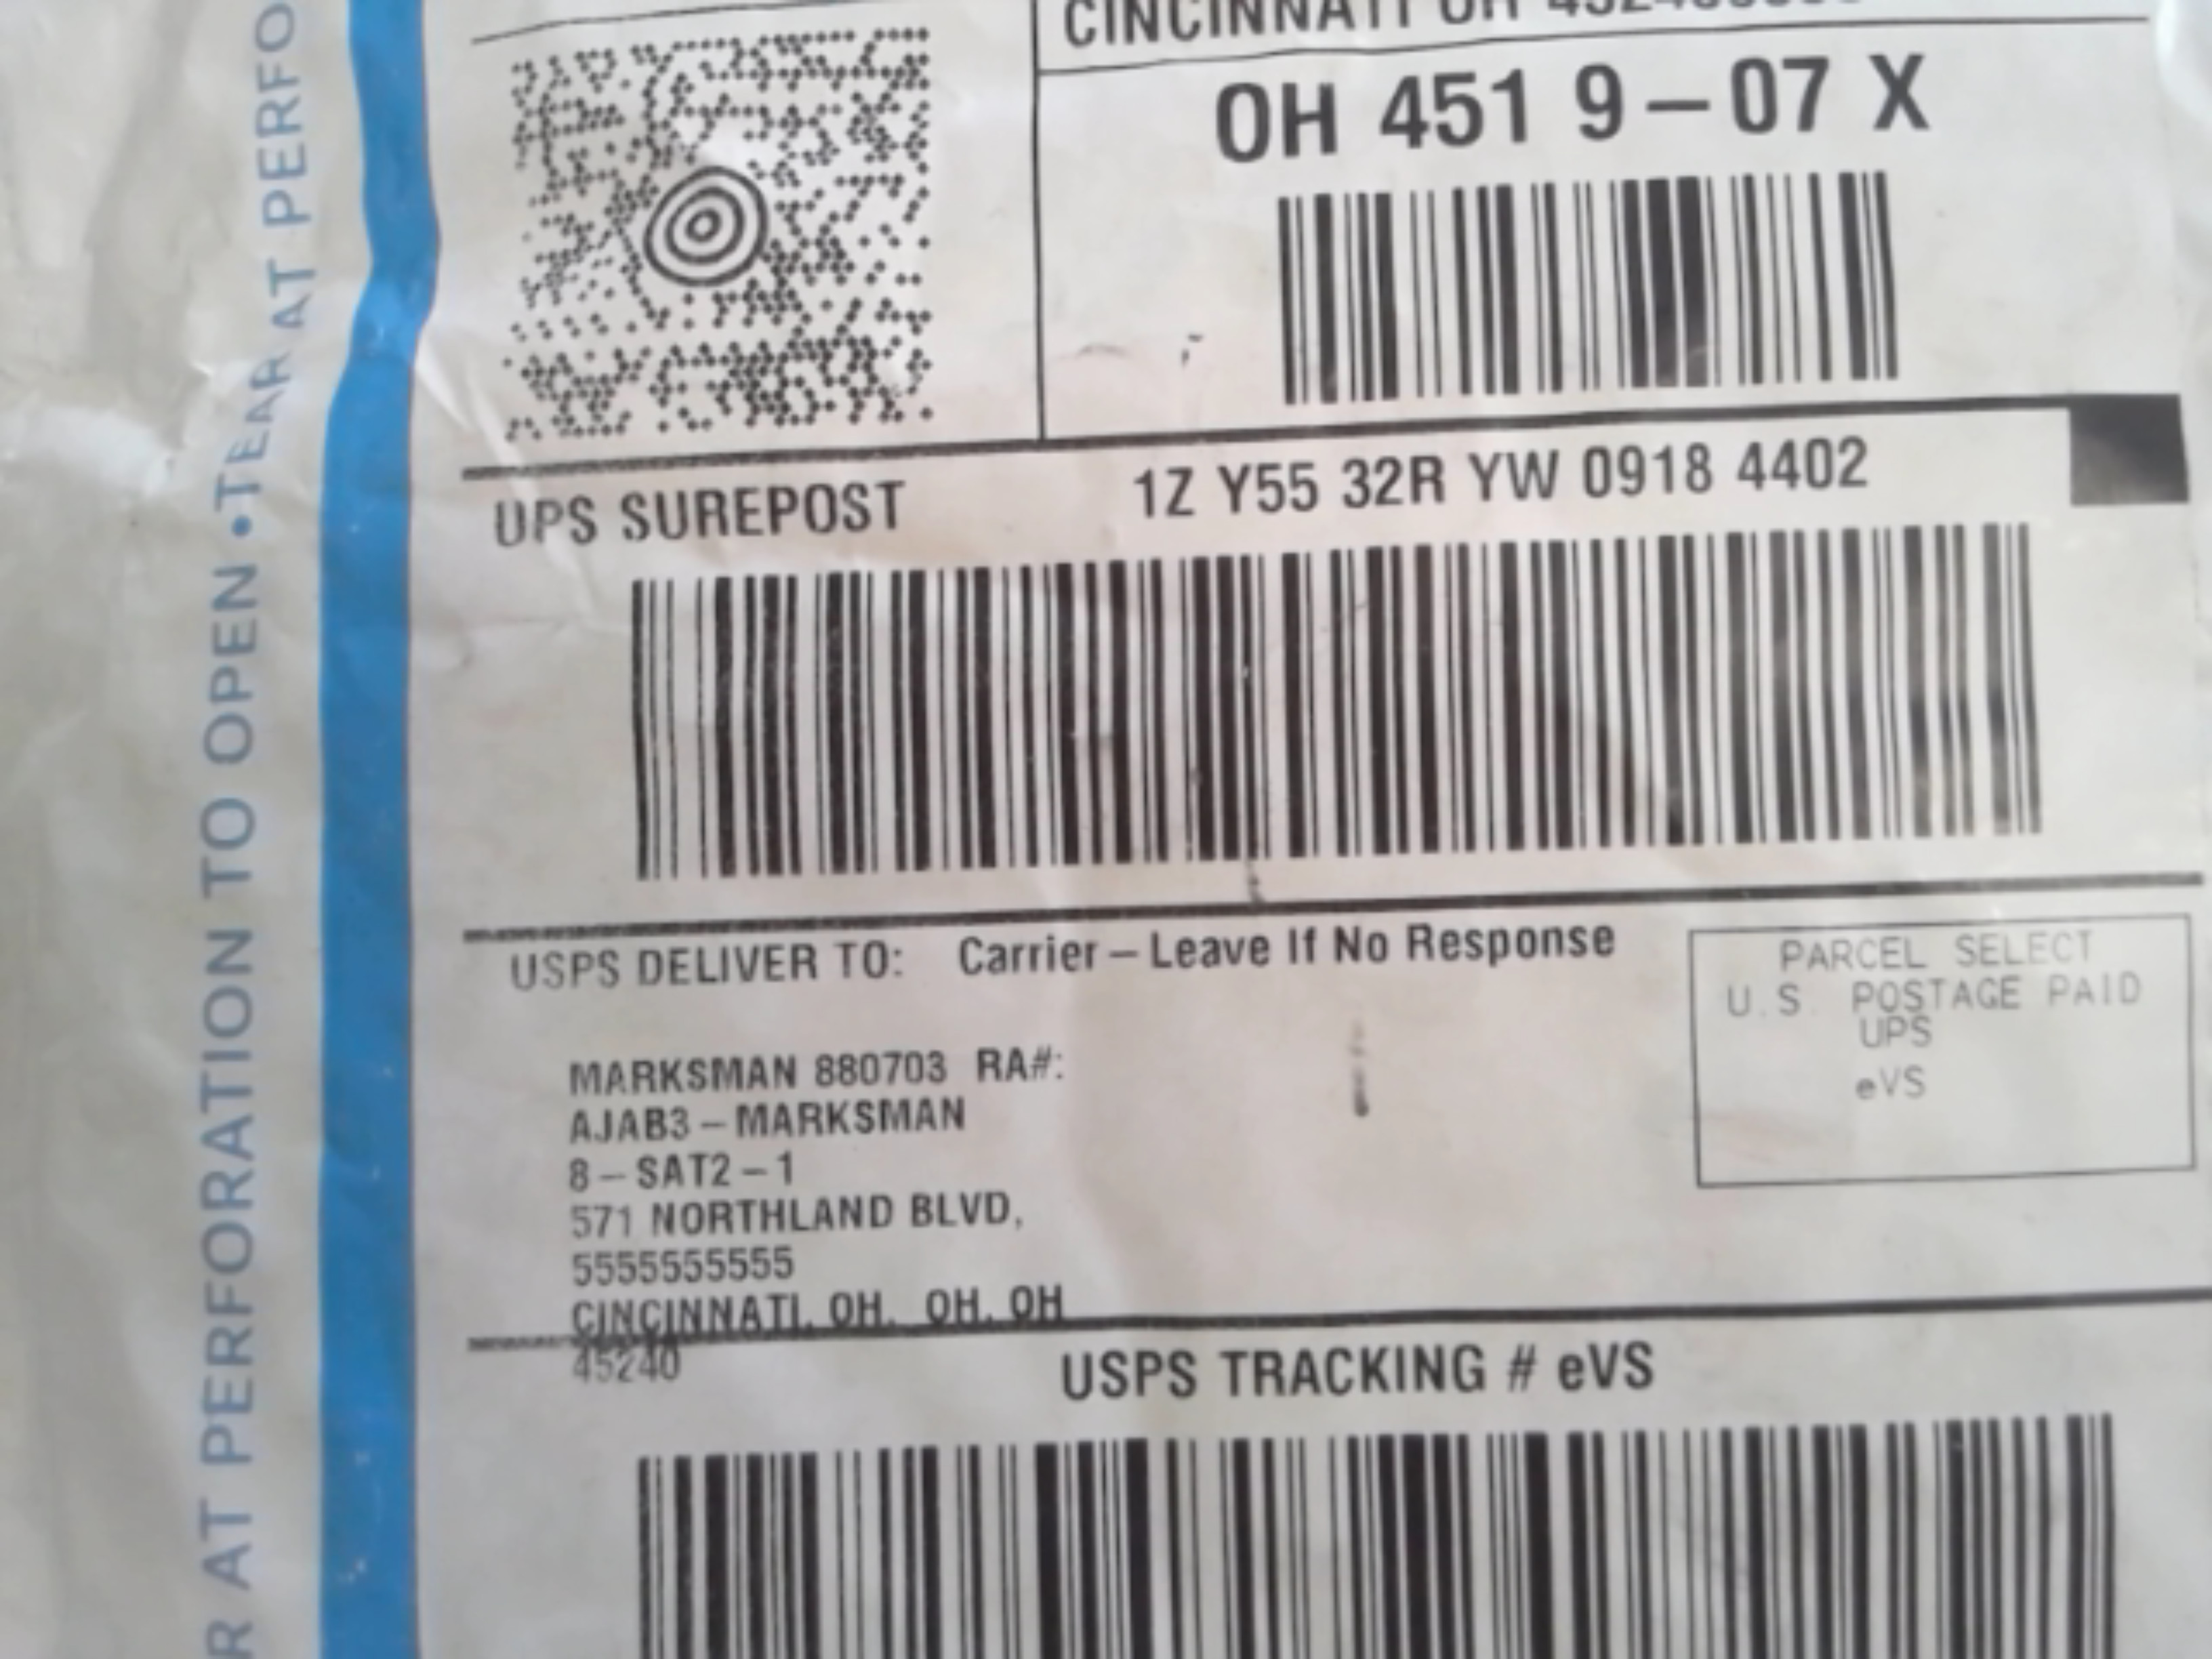 CINCINNATI OH
OH 451 9-07 X
UPS SUREPOST 1Z Y55 32R YW 0918 4402
USPS DELIVER TO: Carrier-Leave If No Response
PARCEL SELECT
U.S. POSTAGE PAID
UPS
eVS
MARKSMAN 880703 RA#:
AJAB3-MARKSMAN
8-SAT2-1
571 NORTHLAND BLVD,
5555555555
CINCINNATI, OH, OH, OH
45240
USPS TRACKING # eVS
R AT PERFORATION TO OPEN • TEAR AT PERFO